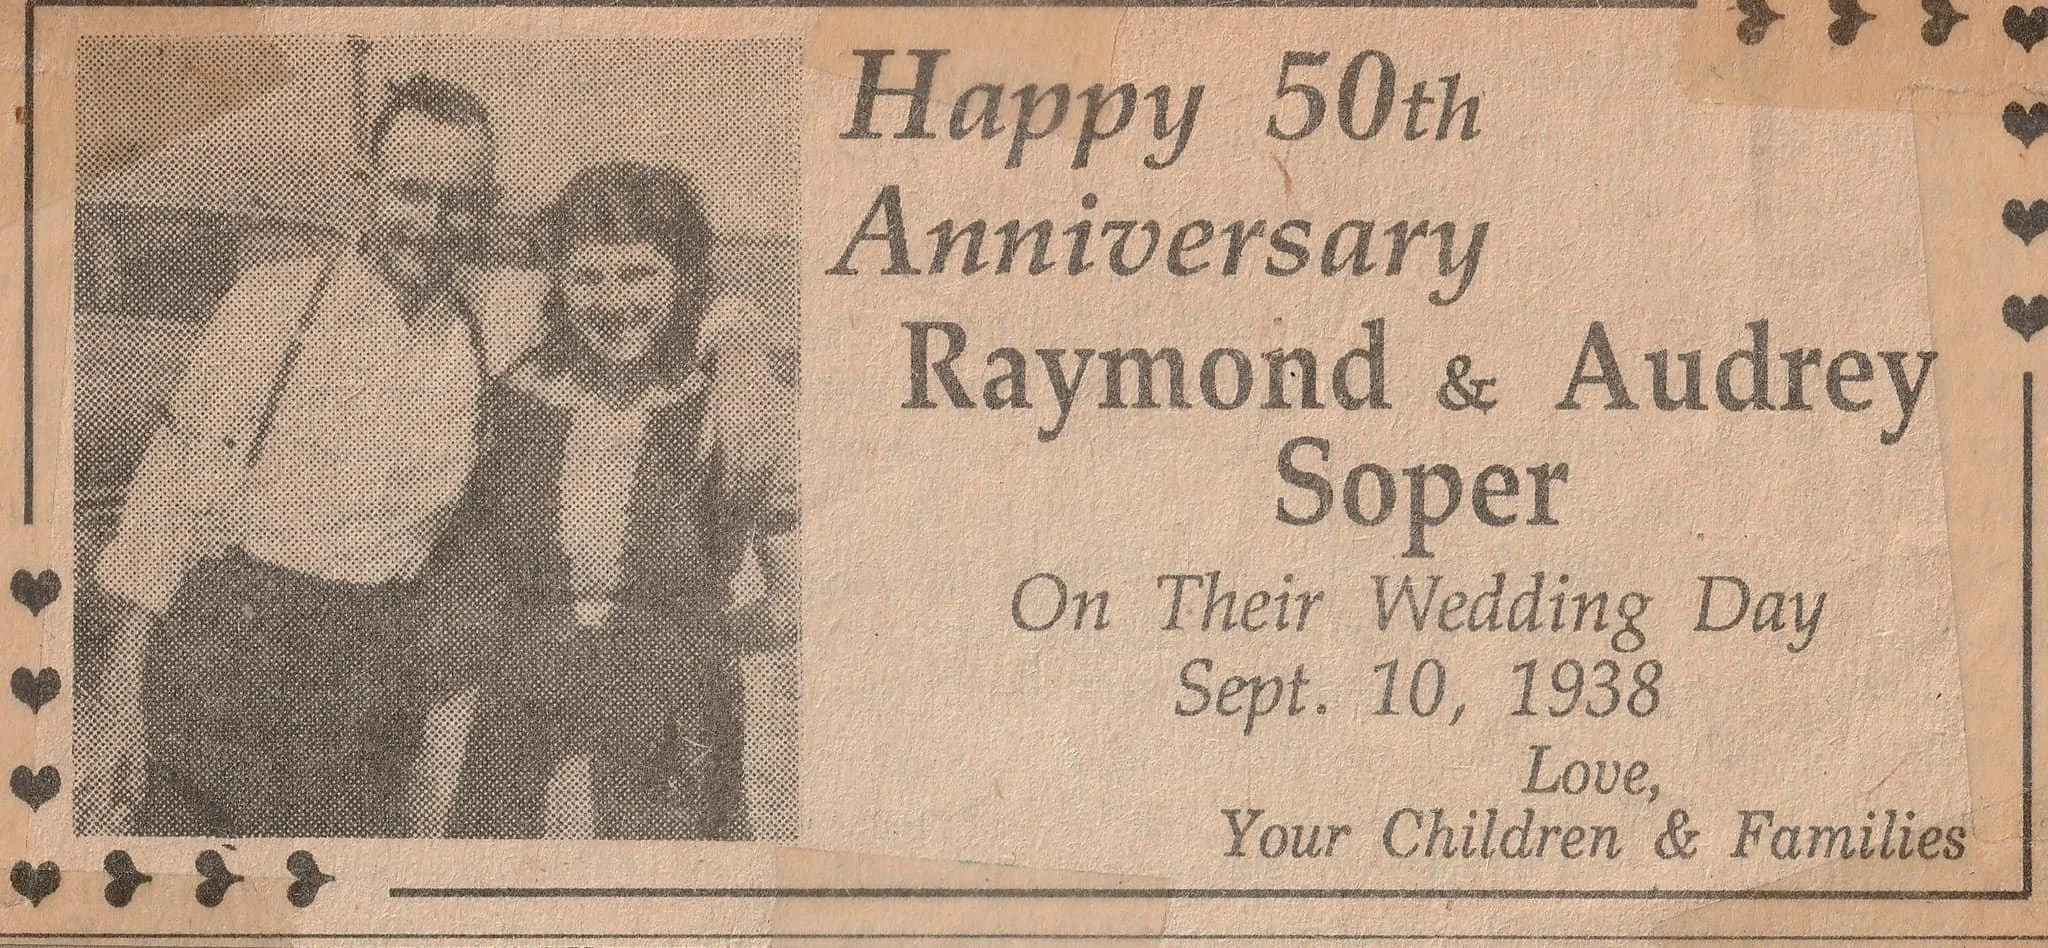 Happy 50th
Anniversary
Raymond & Audrey
Soper
On Their Wedding Day
Sept. 10, 1938
Love,
Your Children & Families